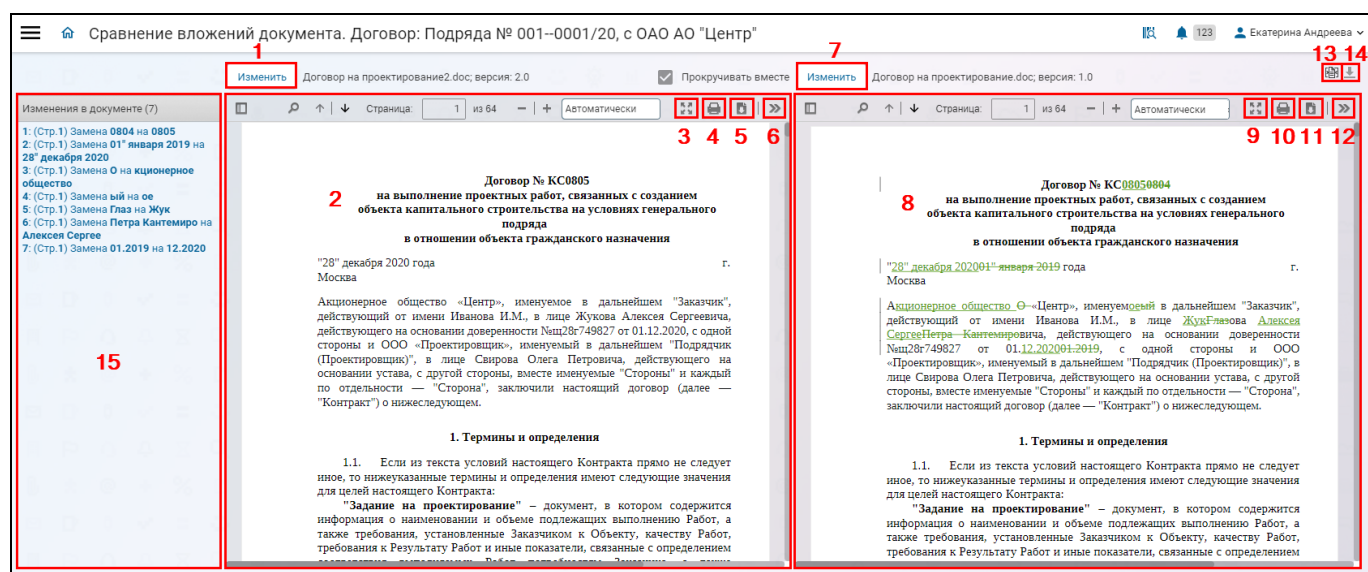 Сравнение вложений документа. Договор: Подряда № 001--0001/20, с ОАО АО "Центр"
123
Екатерина Андреева
1
7
13 14
Изменить
Договор на проектирование2.doc; версия: 2.0
Прокручивать вместе
Изменить
Договор на проектирование.doc; версия: 1.0
Изменения в документе (7)
1: (Стр.1) Замена 0804 на 0805
2: (Стр.1) Замена 01" января 2019 на
28" декабря 2020
3: (Стр.1) Замена О на кционерное
общество
4: (Стр.1) Замена ый на ое
5: (Стр.1) Замена Глаз на Жук
6: (Стр.1) Замена Петра Кантемиро на
Алексея Сергее
7: (Стр.1) Замена 01.2019 на 12.2020
15
Страница: 1 из 64
Автоматически
3 4 5 6
2
Договор № КС0805
на выполнение проектных работ, связанных с созданием
объекта капитального строительства на условиях генерального
подряда
в отношении объекта гражданского назначения
"28" декабря 2020 года г.
Москва
Акционерное общество «Центр», именуемое в дальнейшем "Заказчик",
действующий от имени Иванова И.М., в лице Жукова Алексея Сергеевича,
действующего на основании доверенности №щ28г749827 от 01.12.2020, с одной
стороны и ООО «Проектировщик», именуемый в дальнейшем "Подрядчик
(Проектировщик)", в лице Свирова Олега Петровича, действующего на
основании устава, с другой стороны, вместе именуемые "Стороны" и каждый
по отдельности — "Сторона", заключили настоящий договор (далее —
"Контракт") о нижеследующем.
1. Термины и определения
1.1. Если из текста условий настоящего Контракта прямо не следует
иное, то нижеуказанные термины и определения имеют следующие значения
для целей настоящего Контракта:
"Задание на проектирование" – документ, в котором содержится
информация о наименовании и объеме подлежащих выполнению Работ, а
также требования, установленные Заказчиком к Объекту, качеству Работ,
требования к Результату Работ и иные показатели, связанные с определением
Страница: 1 из 64
Автоматически
9 10 11 12
8
Договор № КС08050804
на выполнение проектных работ, связанных с созданием
объекта капитального строительства на условиях генерального
подряда
в отношении объекта гражданского назначения
"28" декабря 202001" января 2019 года г.
Москва
Акционерное общество О «Центр», именуемоеый в дальнейшем "Заказчик",
действующий от имени Иванова И.М., в лице ЖукГлазова Алексея
СергееПетра Кантемировича, действующего на основании доверенности
№щ28г749827 от 01.12.202001.2019, с одной стороны и ООО
«Проектировщик», именуемый в дальнейшем "Подрядчик (Проектировщик)", в
лице Свирова Олега Петровича, действующего на основании устава, с другой
стороны, вместе именуемые "Стороны" и каждый по отдельности — "Сторона",
заключили настоящий договор (далее — "Контракт") о нижеследующем.
1. Термины и определения
1.1. Если из текста условий настоящего Контракта прямо не следует
иное, то нижеуказанные термины и определения имеют следующие значения
для целей настоящего Контракта:
"Задание на проектирование" – документ, в котором содержится
информация о наименовании и объеме подлежащих выполнению Работ, а
также требования, установленные Заказчиком к Объекту, качеству Работ,
требования к Результату Работ и иные показатели, связанные с определением